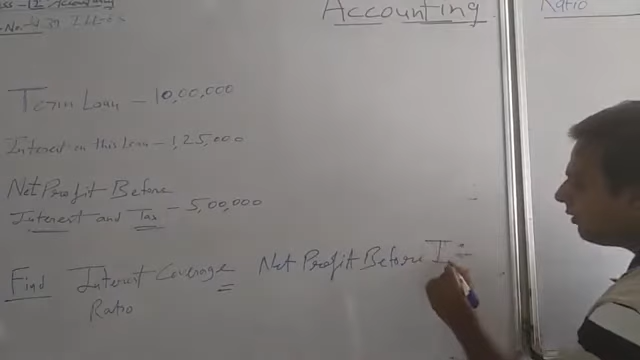 Accounting
Ratio
Term Loan - 10,00,000
Interest on this Loan - 1,25,000
Net Profit Before
Interest and Tax - 5,00,000
Find Interest Coverage = Net Profit Before I
Ratio